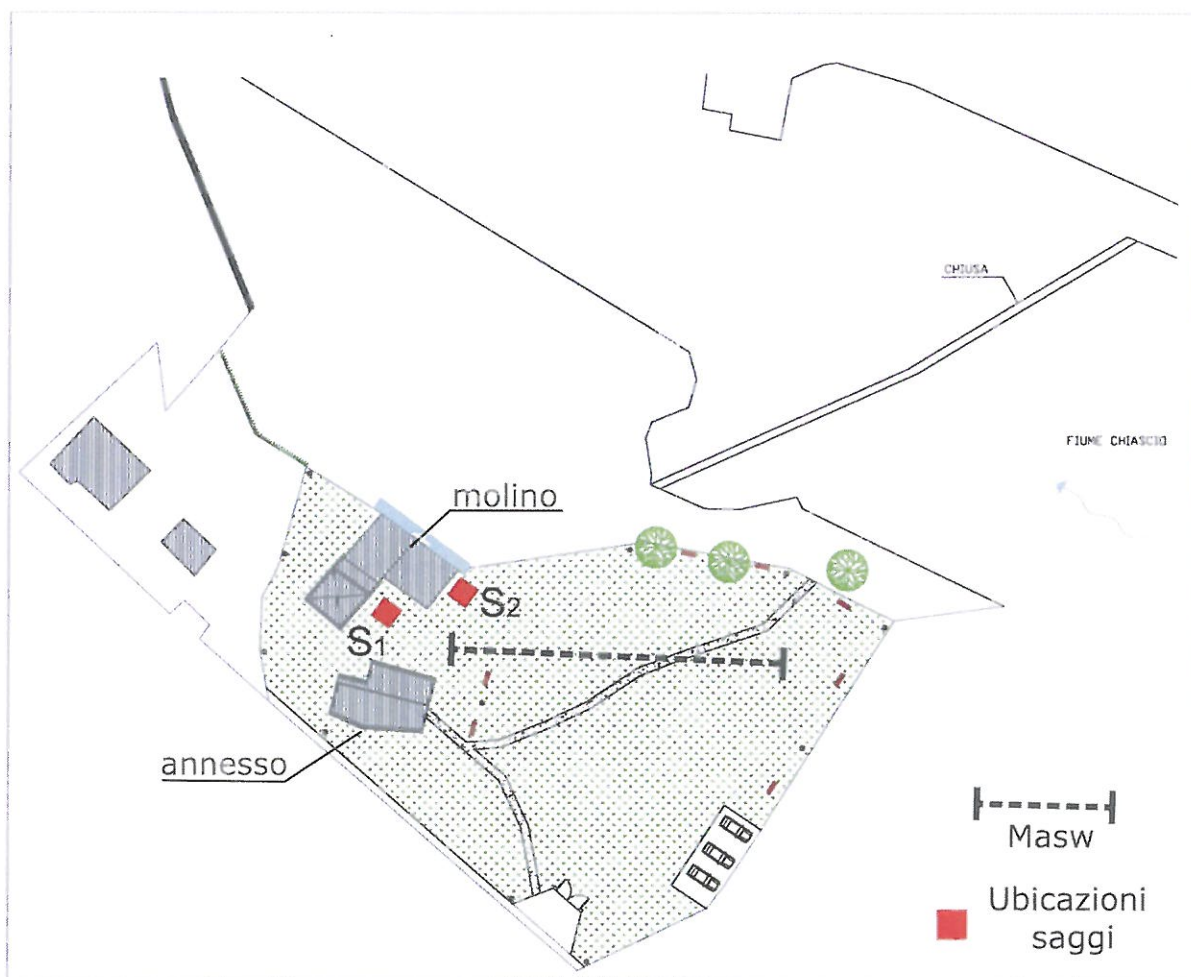 CHIUSA
FIUME CHIASCIO
molino
S2
S1
annesso
Masw
Ubicazioni
saggi